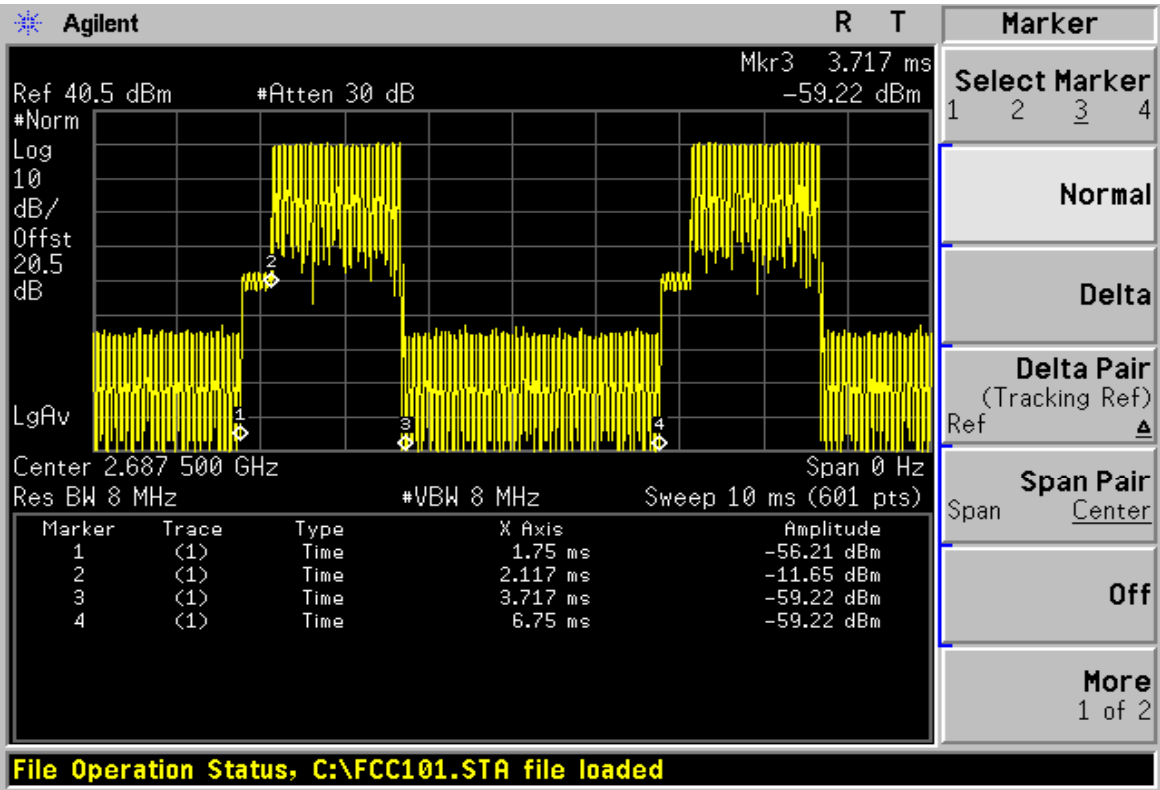 Agilent R T
Mkr3 3.717 ms
Ref 40.5 dBm #Atten 30 dB -59.22 dBm
#Norm
Log
10
dB/
Offst
20.5
dB
LgAv
2
1
3
4
Center 2.687 500 GHz Span 0 Hz
Res BW 8 MHz #VBW 8 MHz Sweep 10 ms (601 pts)
Marker Trace Type X Axis Amplitude
1 (1) Time 1.75 ms -56.21 dBm
2 (1) Time 2.117 ms -11.65 dBm
3 (1) Time 3.717 ms -59.22 dBm
4 (1) Time 6.75 ms -59.22 dBm
File Operation Status, C:\FCC101.STA file loaded
Marker
Select Marker
1 2 3 4
Normal
Delta
Delta Pair
(Tracking Ref)
Ref Δ
Span Pair
Span Center
Off
More
1 of 2